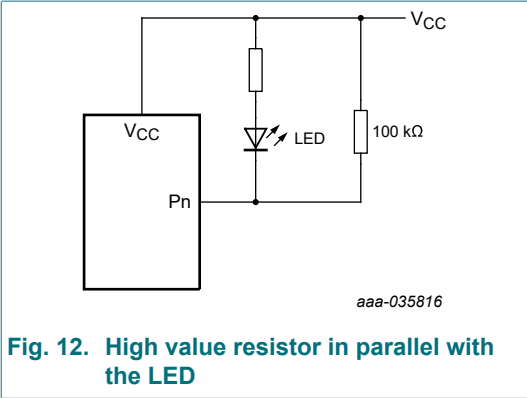 VCC
VCC
LED
100 kΩ
Pn
aaa-035816
Fig. 12. High value resistor in parallel with
the LED